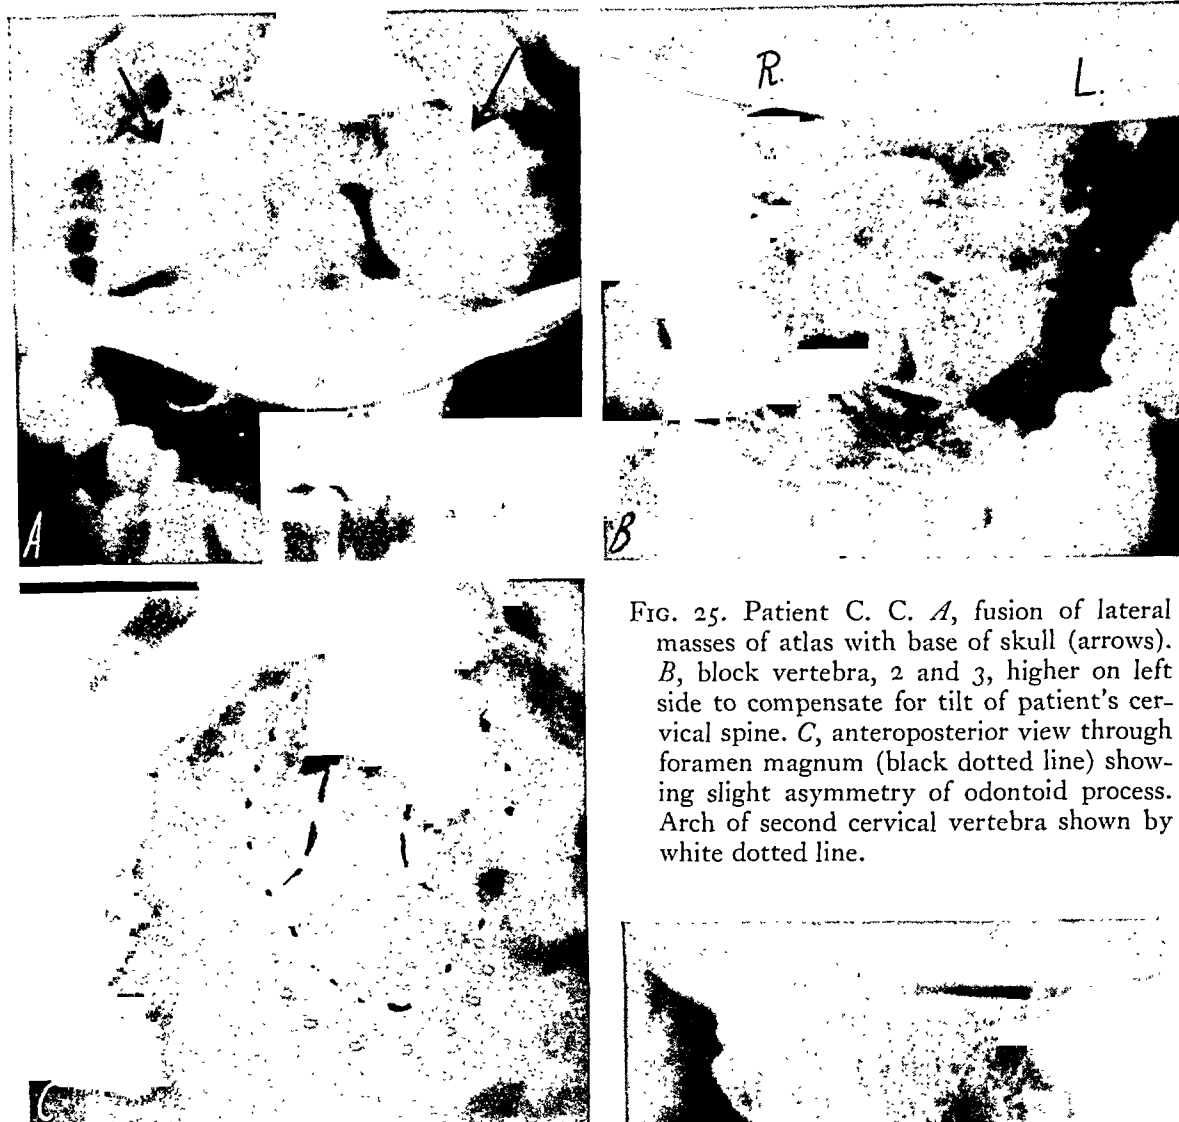 R.
L.
A
B
FIG. 25. Patient C. C. A, fusion of lateral
masses of atlas with base of skull (arrows).
B, block vertebra, 2 and 3, higher on left
side to compensate for tilt of patient's cer-
vical spine. C, anteroposterior view through
foramen magnum (black dotted line) show-
ing slight asymmetry of odontoid process.
Arch of second cervical vertebra shown by
white dotted line.
C